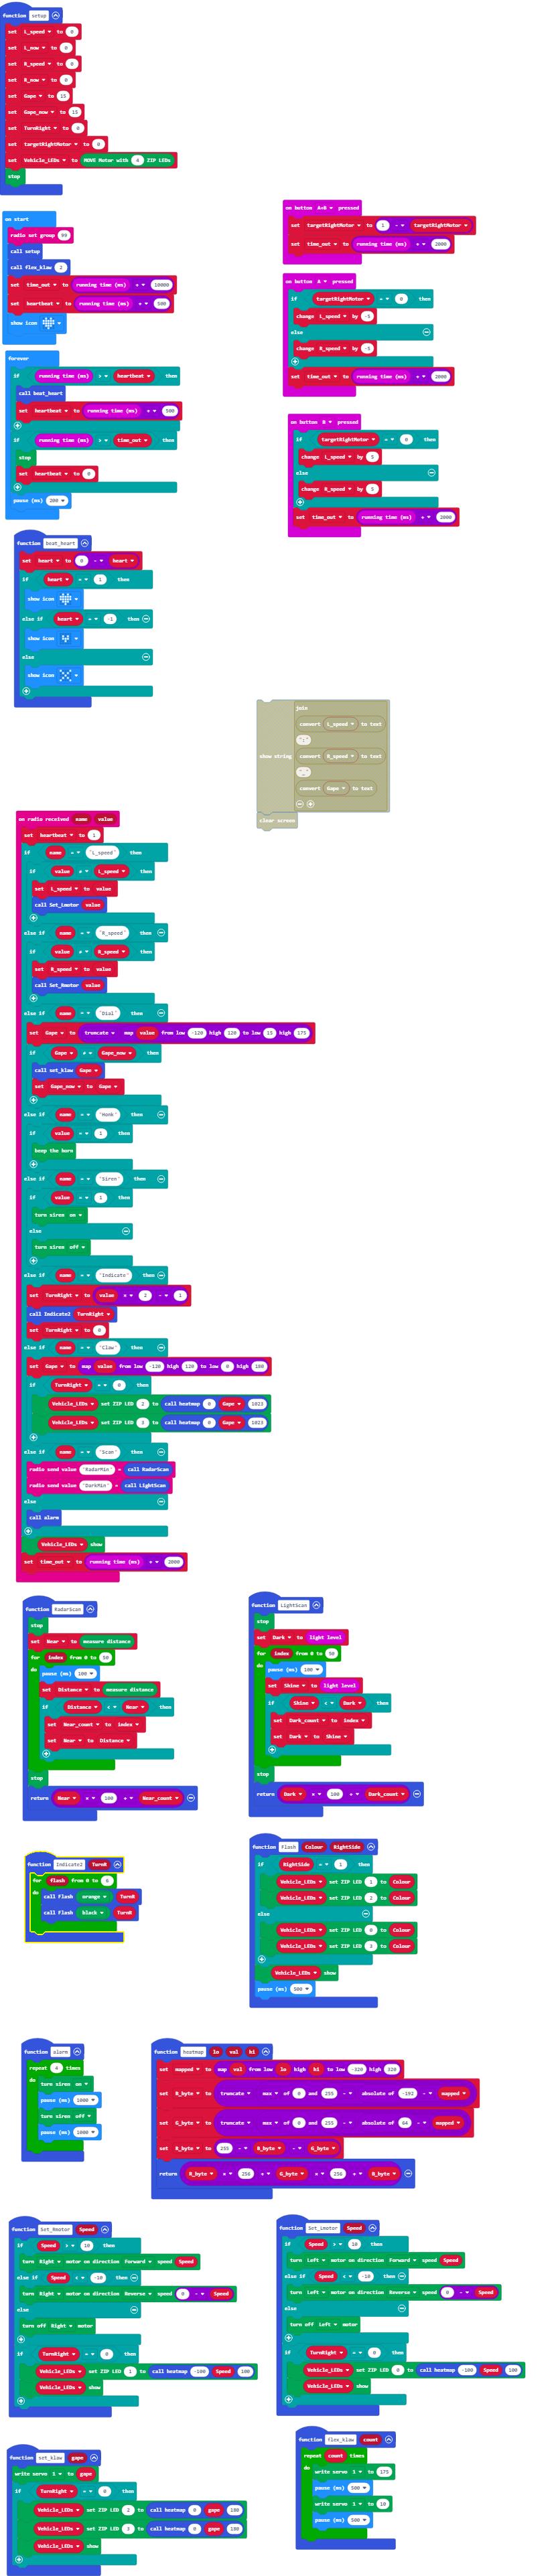 function setup
set L_speed to 0
set L_now to 0
set R_speed to 0
set R_now to 0
set Gape to 15
set Gape_now to 15
set TurnRight to 0
set targetRightMotor to 0
set Vehicle_LEDs to MOVE Motor with 4 ZIP LEDs
stop
on start
radio set group
call setup
call flex_klaw 2
set time_out to running time (ms) + 10000
set heartbeat to running time (ms) + 500
show icon
forever
if running time (ms) > heartbeat then
call beat_heart
set heartbeat to running time (ms) + 500
if running time (ms) > time_out then
stop
set heartbeat to 0
pause (ms) 200
on button A+B pressed
set targetRightMotor to 1 - targetRightMotor
set time_out to running time (ms) + 2000
on button A pressed
if targetRightMotor = 0 then
change L_speed by -5
else
change R_speed by -5
set time_out to running time (ms) + 2000
on button B pressed
if targetRightMotor = 0 then
change L_speed by 5
else
change R_speed by 5
set time_out to running time (ms) + 2000
function beat_heart
set heart to 0 - heart
if heart = 1 then
show icon
else if heart = -1 then
show icon
else
show icon
show string join
convert L_speed to text
convert R_speed to text
convert Gape to text
clear screen
on radio received name value
set heartbeat to 1
if name = "L_speed" then
if value ≠ L_speed then
set L_speed to value
call Set_Lmotor value
else if name = "R_speed" then
if value ≠ R_speed then
set R_speed to value
call Set_Rmotor value
else if name = "Dial" then
set Gape to truncate map value from low -120 high 120 to low 15 high 175
if Gape ≠ Gape_now then
call set_klaw Gape
set Gape_now to Gape
else if name = "Honk" then
if value = 1 then
beep the horn
else if name = "Siren" then
if value = 1 then
turn siren on
else
turn siren off
else if name = "Indicate" then
set TurnRight to value × 2 - 1
call Indicate2 TurnRight
set TurnRight to 0
else if name = "Claw" then
set Gape to map value from low -120 high 120 to low 0 high 180
if TurnRight = 0 then
Vehicle_LEDs set ZIP LED 2 to call heatmap 0 Gape 1023
Vehicle_LEDs set ZIP LED 3 to call heatmap 0 Gape 1023
else if name = "Scan" then
radio send value "RadarMin" = call RadarScan
radio send value "DarkMin" = call LightScan
else
call alarm
Vehicle_LEDs show
set time_out to running time (ms) + 2000
function RadarScan
stop
set Near to measure distance
for index from 0 to 50
do pause (ms) 100
set Distance to measure distance
if Distance < Near then
set Near_count to index
set Near to Distance
stop
return Near × 100 + Near_count
function LightScan
stop
set Dark to light level
for index from 0 to 50
do pause (ms) 100
set Shine to light level
if Shine < Dark then
set Dark_count to index
set Dark to Shine
stop
return Dark × 100 + Dark_count
function Indicate2 TurnR
for flash from 0 to 6
do call Flash orange TurnR
call Flash black TurnR
function Flash Colour RightSide
if RightSide = 1 then
Vehicle_LEDs set ZIP LED 1 to Colour
Vehicle_LEDs set ZIP LED 2 to Colour
else
Vehicle_LEDs set ZIP LED 0 to Colour
Vehicle_LEDs set ZIP LED 3 to Colour
Vehicle_LEDs show
pause (ms) 500
function alarm
repeat 4 times
do turn siren on
pause (ms) 1000
turn siren off
pause (ms) 1000
function heatmap lo val hi
set mapped to map val from low lo high hi to low -320 high 320
set B_byte to truncate max of 0 and 255 - absolute of -192 - mapped
set G_byte to truncate max of 0 and 255 - absolute of 64 - mapped
set R_byte to 255 - B_byte - G_byte
return R_byte × 256 + G_byte × 256 + B_byte
function Set_Rmotor Speed
if Speed > 10 then
turn Right motor on direction Forward speed Speed
else if Speed < -10 then
turn Right motor on direction Reverse speed 0 - Speed
else
turn off Right motor
if TurnRight = 0 then
Vehicle_LEDs set ZIP LED 1 to call heatmap -100 Speed 100
Vehicle_LEDs show
function Set_Lmotor Speed
if Speed > 10 then
turn Left motor on direction Forward speed Speed
else if Speed < -10 then
turn Left motor on direction Reverse speed 0 - Speed
else
turn off Left motor
if TurnRight = 0 then
Vehicle_LEDs set ZIP LED 0 to call heatmap -100 Speed 100
Vehicle_LEDs show
function set_klaw gape
write servo 1 to gape
if TurnRight = 0 then
Vehicle_LEDs set ZIP LED 2 to call heatmap 0 gape 180
Vehicle_LEDs set ZIP LED 3 to call heatmap 0 gape 180
Vehicle_LEDs show
function flex_klaw count
repeat count times
do write servo 1 to 175
pause (ms) 500
write servo 1 to 10
pause (ms) 500